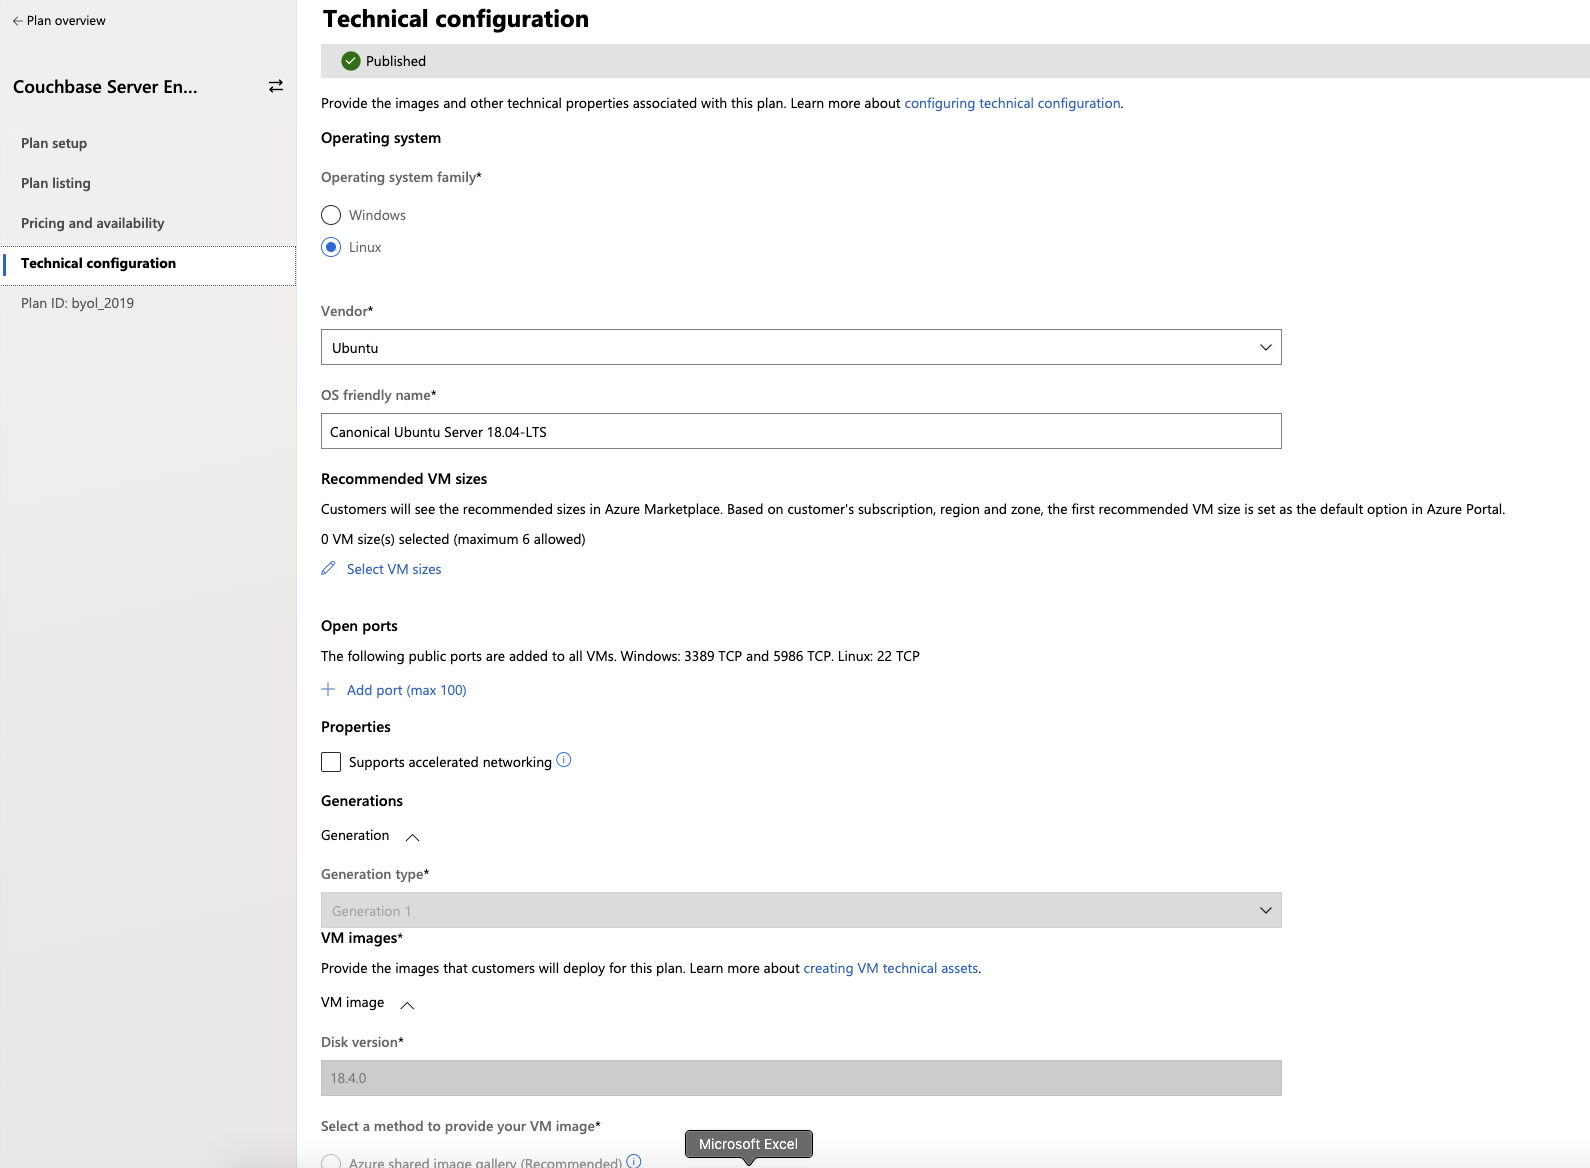 Plan overview
Couchbase Server En...
Plan setup
Plan listing
Pricing and availability
Technical configuration
Plan ID: byol_2019
Technical configuration
Published
Provide the images and other technical properties associated with this plan. Learn more about configuring technical configuration.
Operating system
Operating system family*
Windows
Linux
Vendor*
Ubuntu
OS friendly name*
Canonical Ubuntu Server 18.04-LTS
Recommended VM sizes
Customers will see the recommended sizes in Azure Marketplace. Based on customer's subscription, region and zone, the first recommended VM size is set as the default option in Azure Portal.
0 VM size(s) selected (maximum 6 allowed)
Select VM sizes
Open ports
The following public ports are added to all VMs. Windows: 3389 TCP and 5986 TCP. Linux: 22 TCP
Add port (max 100)
Properties
Supports accelerated networking
Generations
Generation
Generation type*
Generation 1
VM images*
Provide the images that customers will deploy for this plan. Learn more about creating VM technical assets.
VM image
Disk version*
18.4.0
Select a method to provide your VM image*
Microsoft Excel
Azure shared image gallery (Recommended)